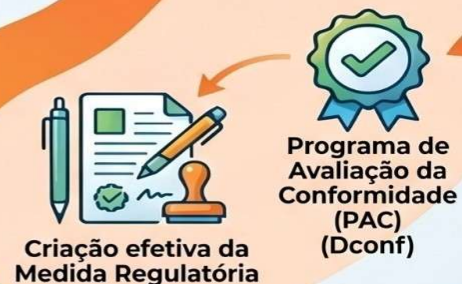 Programa de
Avaliação da
Conformidade
(PAC)
(Dconf)
Criação efetiva da
Medida Regulatória